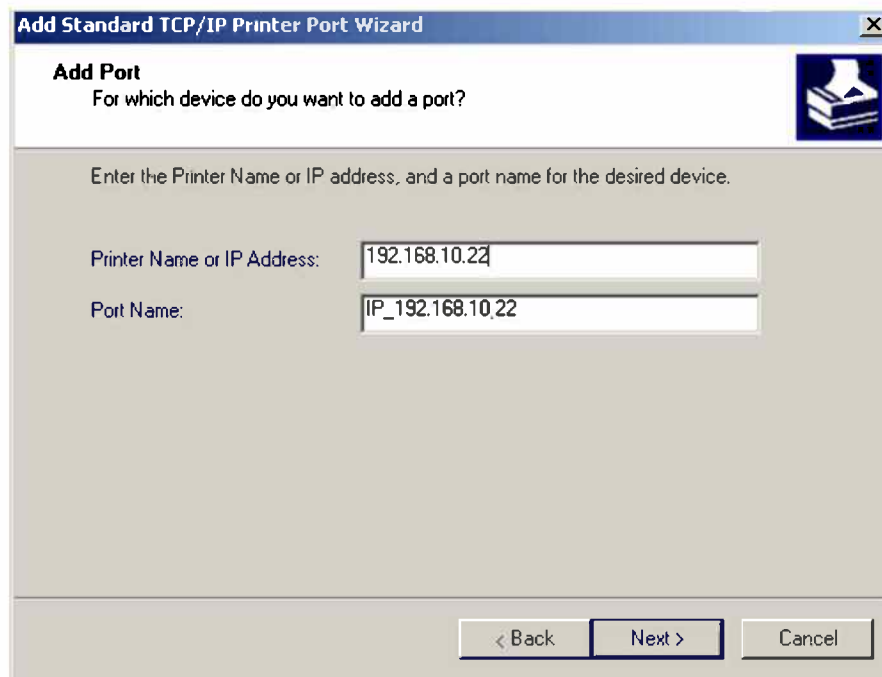 Add Standard TCP/IP Printer Port Wizard
Add Port
For which device do you want to add a port?
Enter the Printer Name or IP address, and a port name for the desired device.
Printer Name or IP Address: 192.168.10.22
Port Name: IP_192.168.10.22
< Back Next > Cancel